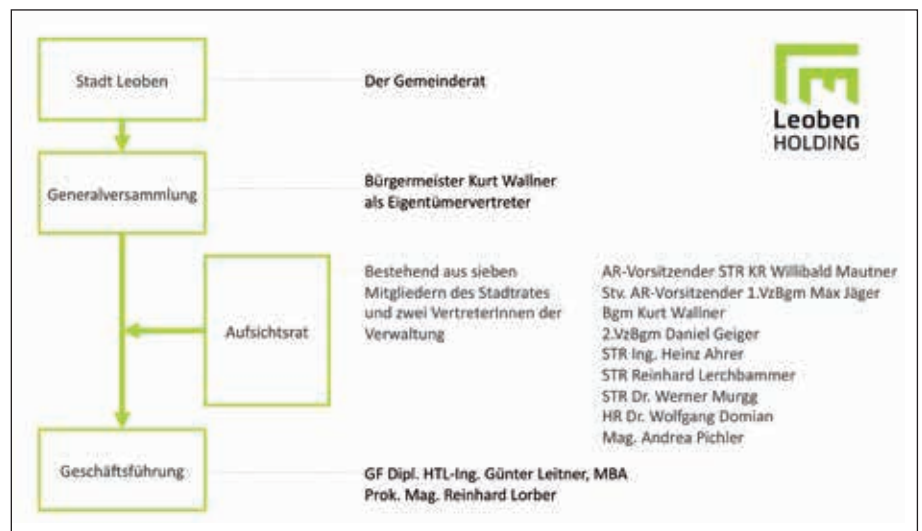 Stadt Leoben
Der Gemeinderat
Leoben
HOLDING
Generalversammlung
Bürgermeister Kurt Wallner
als Eigentümervertreter
Aufsichtsrat
Bestehend aus sieben
Mitgliedern des Stadtrates
und zwei VertreterInnen der
Verwaltung
AR-Vorsitzender STR KR Willibald Mautner
Stv. AR-Vorsitzender 1.VzBgm Max Jäger
Bgm Kurt Wallner
2.VzBgm Daniel Geiger
STR Ing. Heinz Ahrer
STR Reinhard Lerchbammer
STR Dr. Werner Murgg
HR Dr. Wolfgang Domian
Mag. Andrea Pichler
Geschäftsführung
GF Dipl. HTL-Ing. Günter Leitner, MBA
Prok. Mag. Reinhard Lorber